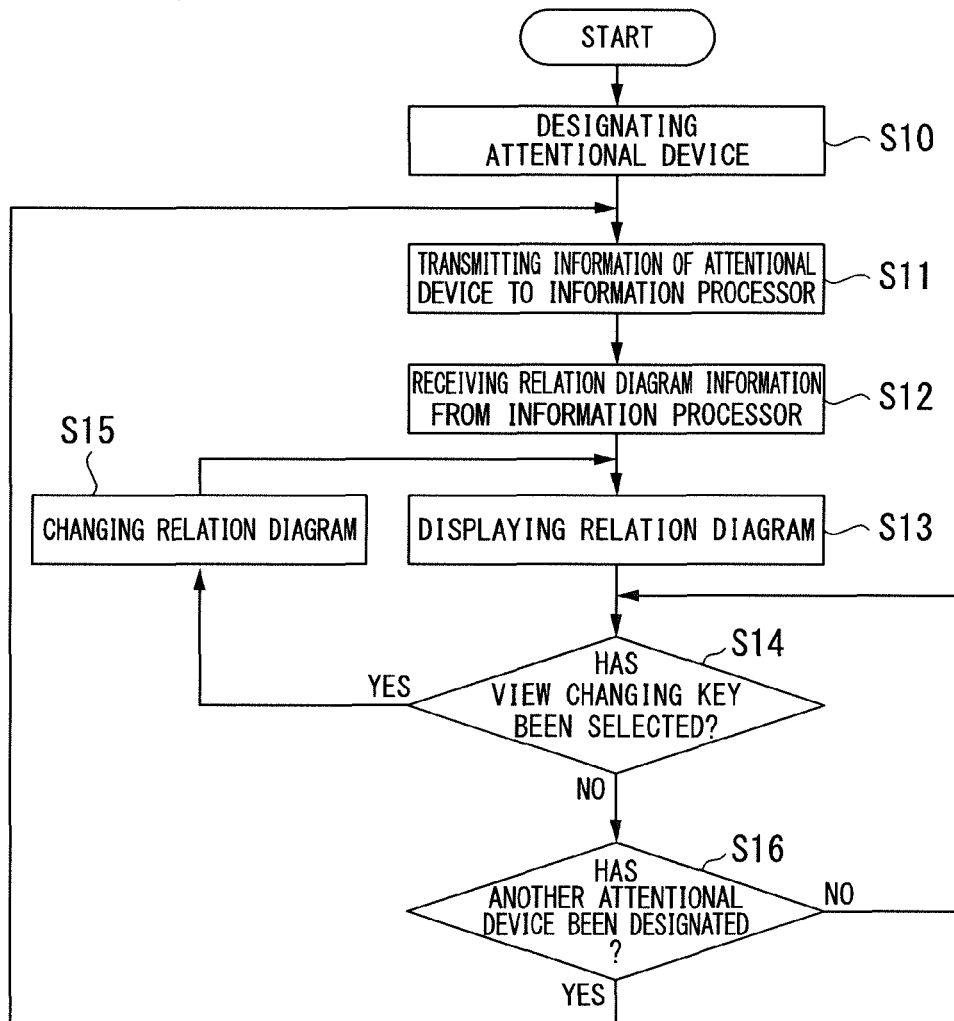 START
DESIGNATING
ATTENTIONAL DEVICE
S10
TRANSMITTING INFORMATION OF ATTENTIONAL
DEVICE TO INFORMATION PROCESSOR
S11
RECEIVING RELATION DIAGRAM INFORMATION
FROM INFORMATION PROCESSOR
S12
S15
CHANGING RELATION DIAGRAM
DISPLAYING RELATION DIAGRAM
S13
S14
HAS
VIEW CHANGING KEY
BEEN SELECTED?
YES
NO
S16
HAS
ANOTHER ATTENTIONAL
DEVICE BEEN DESIGNATED
?
NO
YES